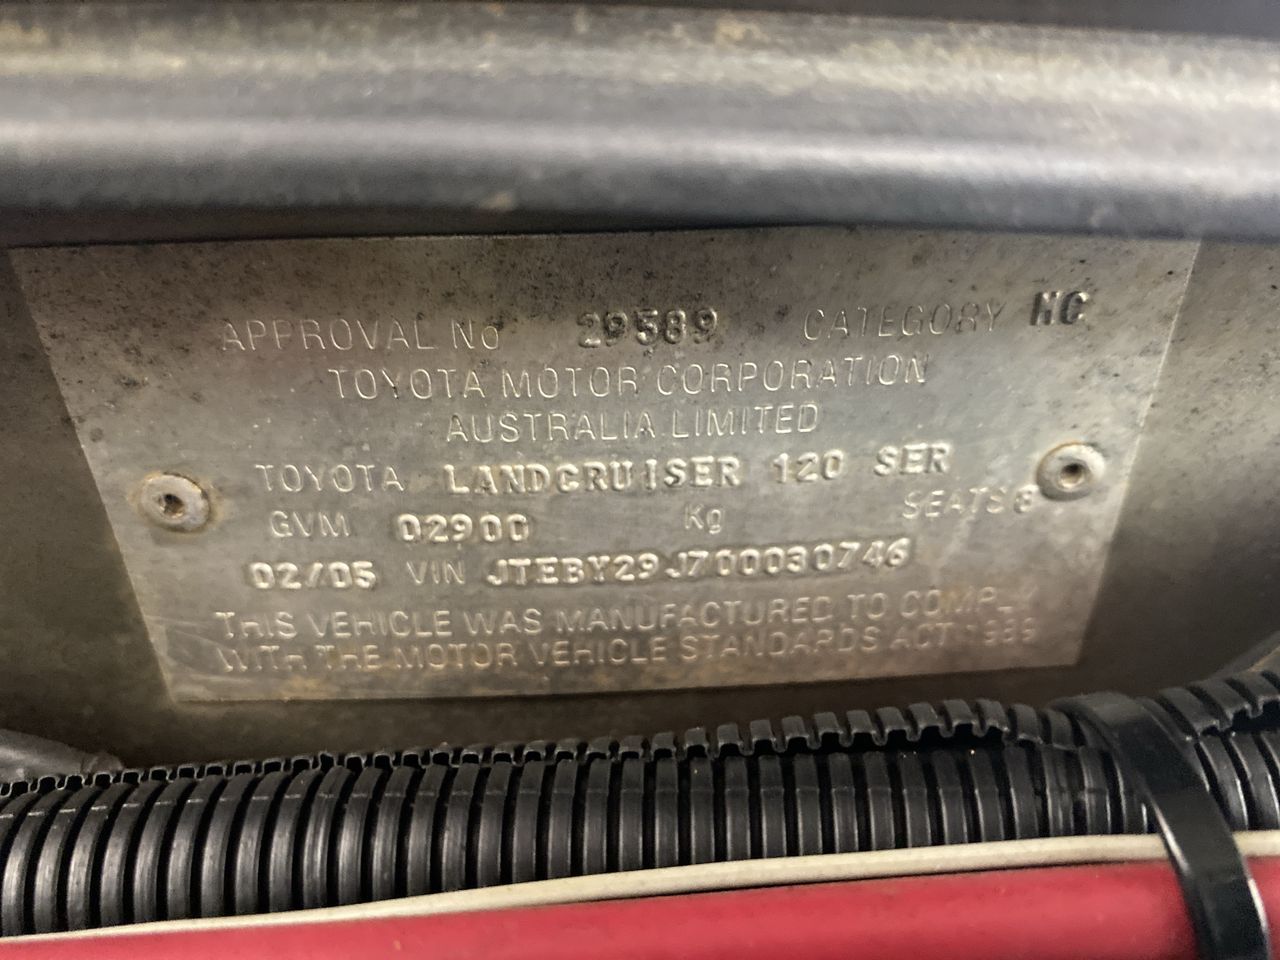 APPROVAL No 29589 CATEGORY MC
TOYOTA MOTOR CORPORATION
AUSTRALIA LIMITED
TOYOTA LANDCRUISER 120 SER
GVM 02900 Kg SEATS 8
02/05 VIN JTEBY29J700030746
THIS VEHICLE WAS MANUFACTURED TO COMPLY
WITH THE MOTOR VEHICLE STANDARDS ACT 1989